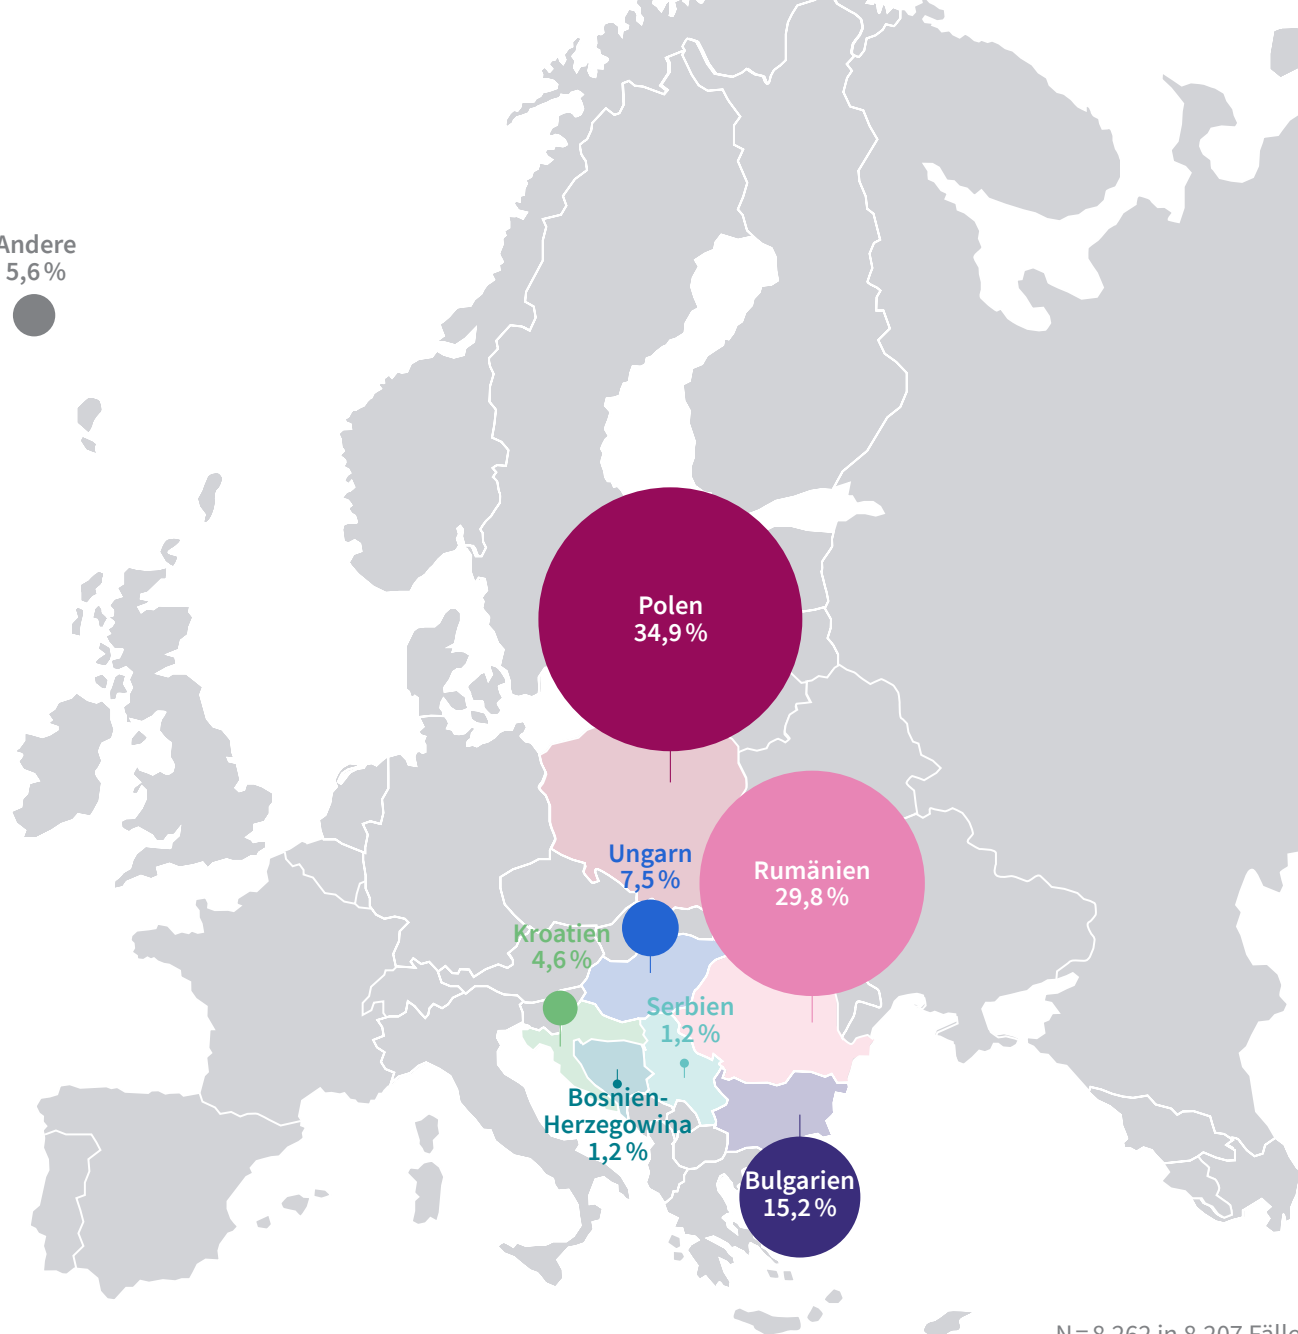 Andere
5,6 %
Polen
34,9 %
Ungarn
7,5 %
Rumänien
29,8 %
Kroatien
4,6 %
Serbien
1,2 %
Bosnien-
Herzegowina
1,2 %
Bulgarien
15,2 %